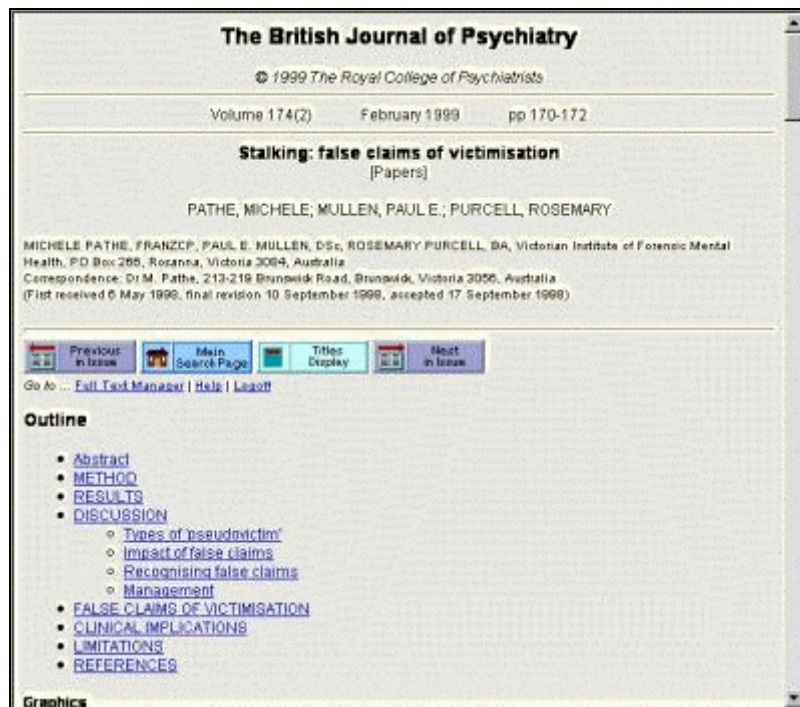 The British Journal of Psychiatry
© 1999 The Royal College of Psychiatrists
Volume 174(2) February 1999 pp 170-172
Stalking: false claims of victimisation
[Papers]
PATHE, MICHELE; MULLEN, PAUL E.; PURCELL, ROSEMARY
MICHELE PATHE, FRANZCP, PAUL E. MULLEN, DSc, ROSEMARY PURCELL, BA, Victorian Institute of Forensic Mental
Health, PO Box 266, Rosanna, Victoria 3084, Australia
Correspondence: Dr M. Pathe, 213-219 Brunswick Road, Brunswick, Victoria 3056, Australia
(First received 6 May 1998, final revision 10 September 1998, accepted 17 September 1998)
Previous in Issue Main Search Page Titles Display Next in Issue
Go to ... Full Text Manager | Help | Logoff
Outline
• Abstract
• METHOD
• RESULTS
• DISCUSSION
○ Types of 'pseudovictim'
○ Impact of false claims
○ Recognising false claims
○ Management
• FALSE CLAIMS OF VICTIMISATION
• CLINICAL IMPLICATIONS
• LIMITATIONS
• REFERENCES
Graphics